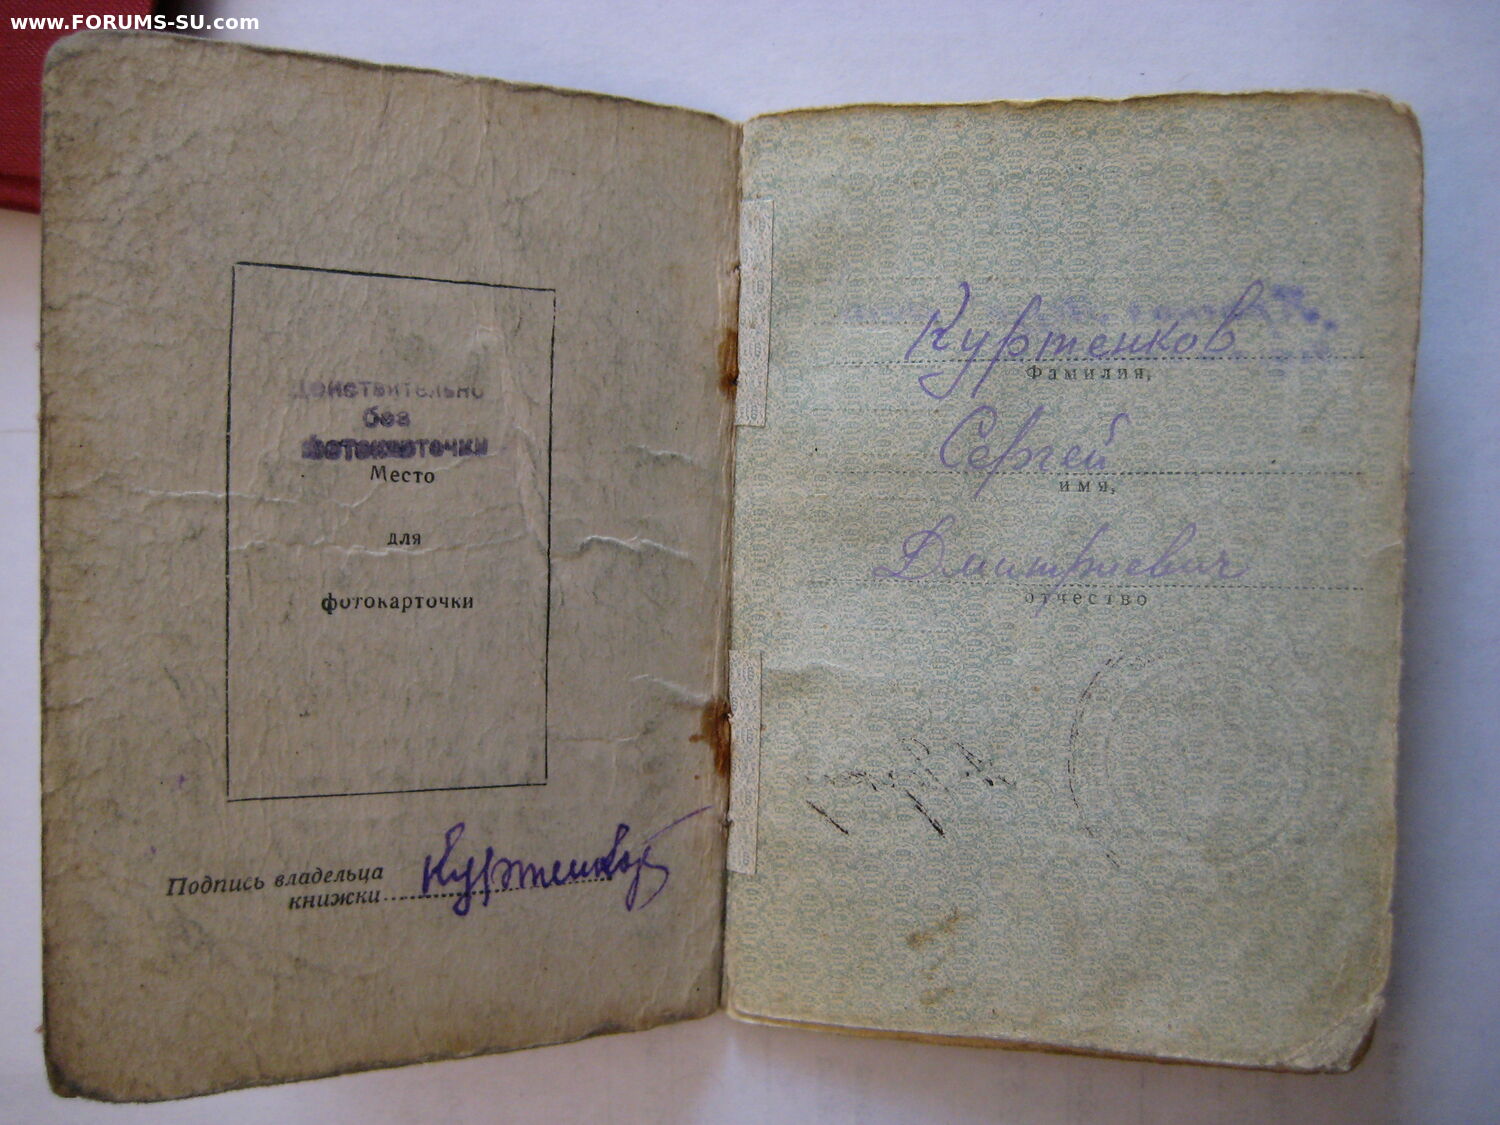 www.FORUMS-SU.com
Действительно
без
фотокарточки
Место
для
фотокарточки
Подпись владельца
книжки
Куртенков
Куртенков
Фамилия,
Сергей
имя,
Дмитриевич
отчество